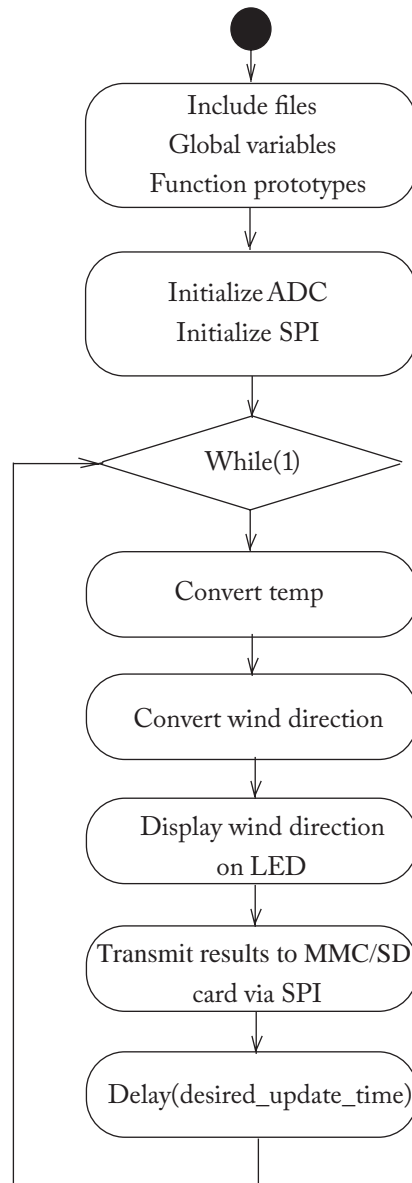 Include files
Global variables
Function prototypes
Initialize ADC
Initialize SPI
While(1)
Convert temp
Convert wind direction
Display wind direction
on LED
Transmit results to MMC/SD
card via SPI
Delay(desired_update_time)